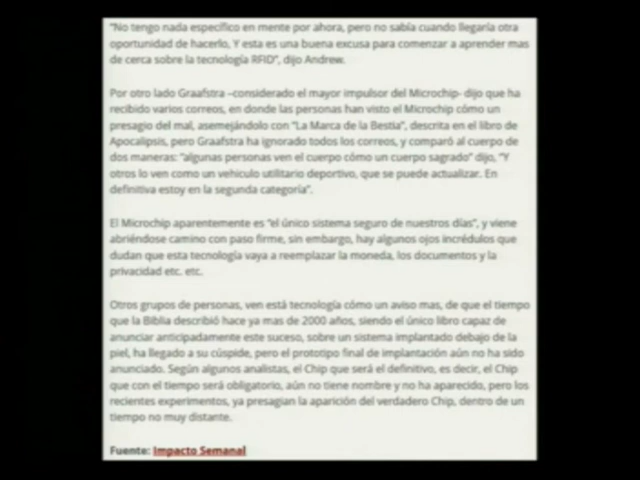 "No tengo nada específico en mente por ahora, pero no sabía cuando llegaría otra
oportunidad de hacerlo, Y esta es una buena excusa para comenzar a aprender mas
de cerca sobre la tecnología RFID", dijo Andrew.
Por otro lado Graafstra –considerado el mayor impulsor del Microchip- dijo que ha
recibido varios correos, en donde las personas han visto el Microchip cómo un
presagio del mal, asemejándolo con "La Marca de la Bestia", descrita en el libro de
Apocalipsis, pero Graafstra ha ignorado todos los correos, y comparó al cuerpo de
dos maneras: "algunas personas ven el cuerpo cómo un cuerpo sagrado" dijo, "Y
otros lo ven como un vehiculo utilitario deportivo, que se puede actualizar. En
definitiva estoy en la segunda categoría".
El Microchip aparentemente es "el único sistema seguro de nuestros días", y viene
abriéndose camino con paso firme, sin embargo, hay algunos ojos incrédulos que
dudan que esta tecnología vaya a reemplazar la moneda, los documentos y la
privacidad etc. etc.
Otros grupos de personas, ven está tecnología cómo un aviso mas, de que el tiempo
que la Biblia describió hace ya mas de 2000 años, siendo el único libro capaz de
anunciar anticipadamente este suceso, sobre un sistema implantado debajo de la
piel, ha llegado a su cúspide, pero el prototipo final de implantación aún no ha sido
anunciado. Según algunos analistas, el Chip que será el definitivo, es decir, el Chip
que con el tiempo será obligatorio, aún no tiene nombre y no ha aparecido, pero los
recientes experimentos, ya presagian la aparición del verdadero Chip, dentro de un
tiempo no muy distante.
Fuente: Impacto Semanal